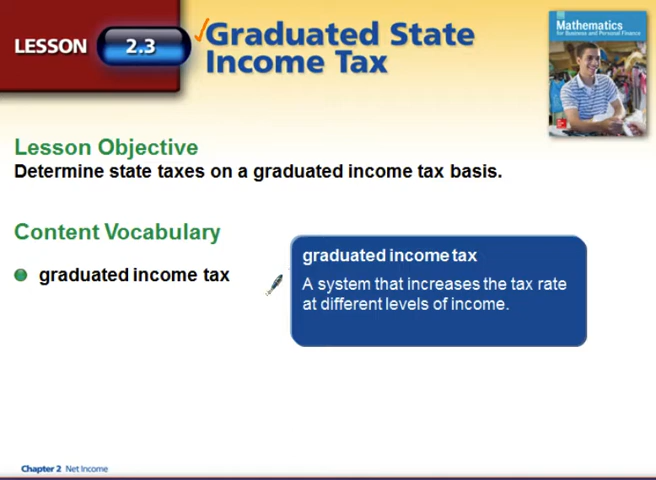 LESSON 2.3
Graduated State
Income Tax
Mathematics
for Business and Personal Finance
Lesson Objective
Determine state taxes on a graduated income tax basis.
Content Vocabulary
graduated income tax
graduated income tax
A system that increases the tax rate
at different levels of income.
Chapter 2 Net Income